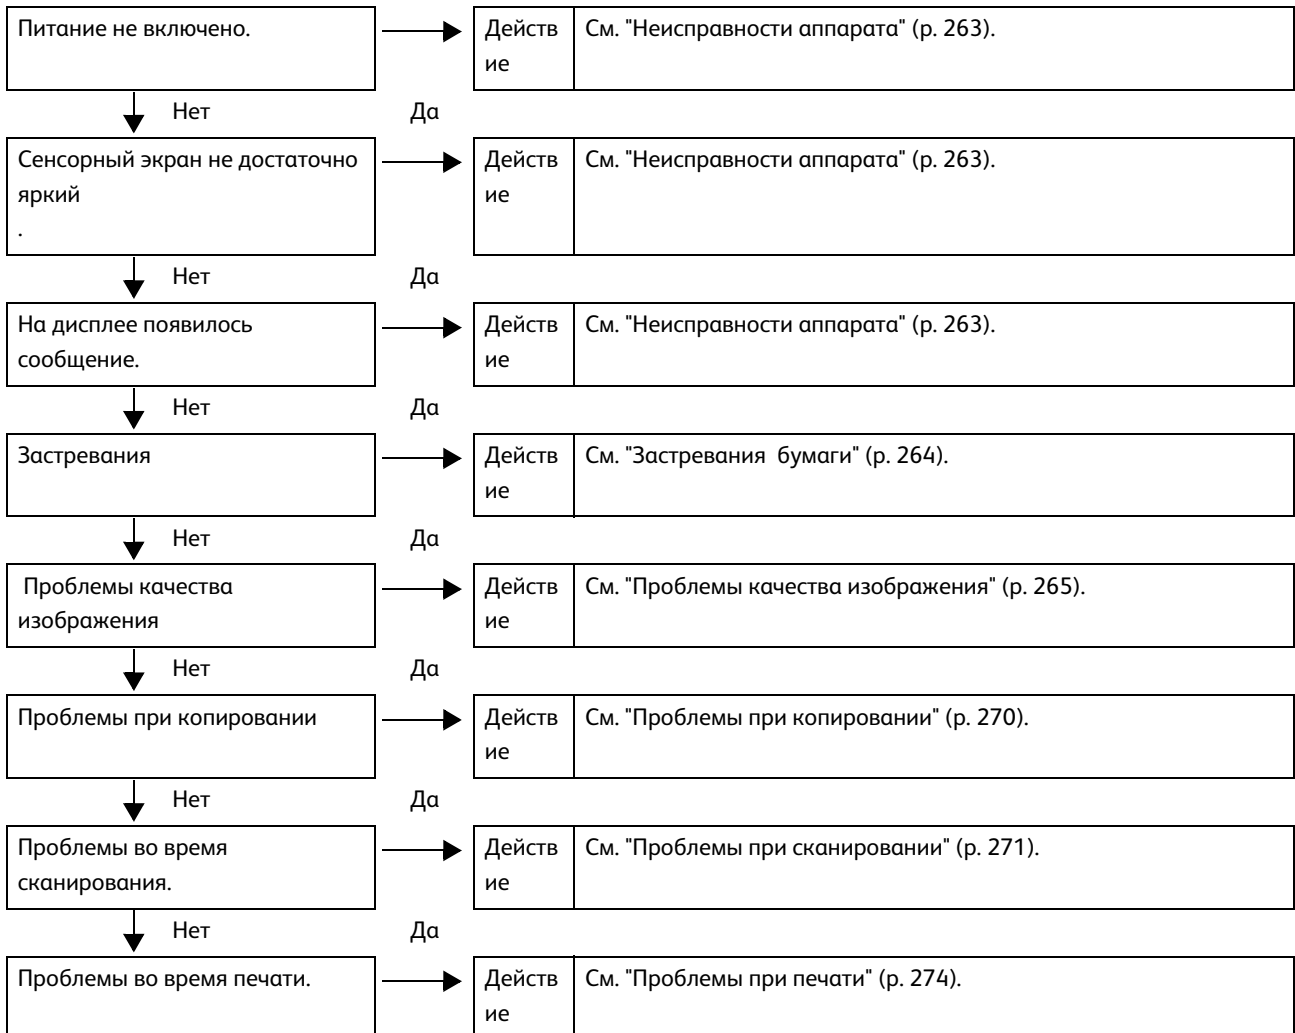 Питание не включено.
Действ
ие
См. "Неисправности аппарата" (p. 263).
Нет
Да
Сенсорный экран не достаточно
яркий
.
Действ
ие
См. "Неисправности аппарата" (p. 263).
Нет
Да
На дисплее появилось
сообщение.
Действ
ие
См. "Неисправности аппарата" (p. 263).
Нет
Да
Застревания
Действ
ие
См. "Застревания  бумаги" (p. 264).
Нет
Да
Проблемы качества
изображения
Действ
ие
См. "Проблемы качества изображения" (p. 265).
Нет
Да
Проблемы при копировании
Действ
ие
См. "Проблемы при копировании" (p. 270).
Нет
Да
Проблемы во время
сканирования.
Действ
ие
См. "Проблемы при сканировании" (p. 271).
Нет
Да
Проблемы во время печати.
Действ
ие
См. "Проблемы при печати" (p. 274).